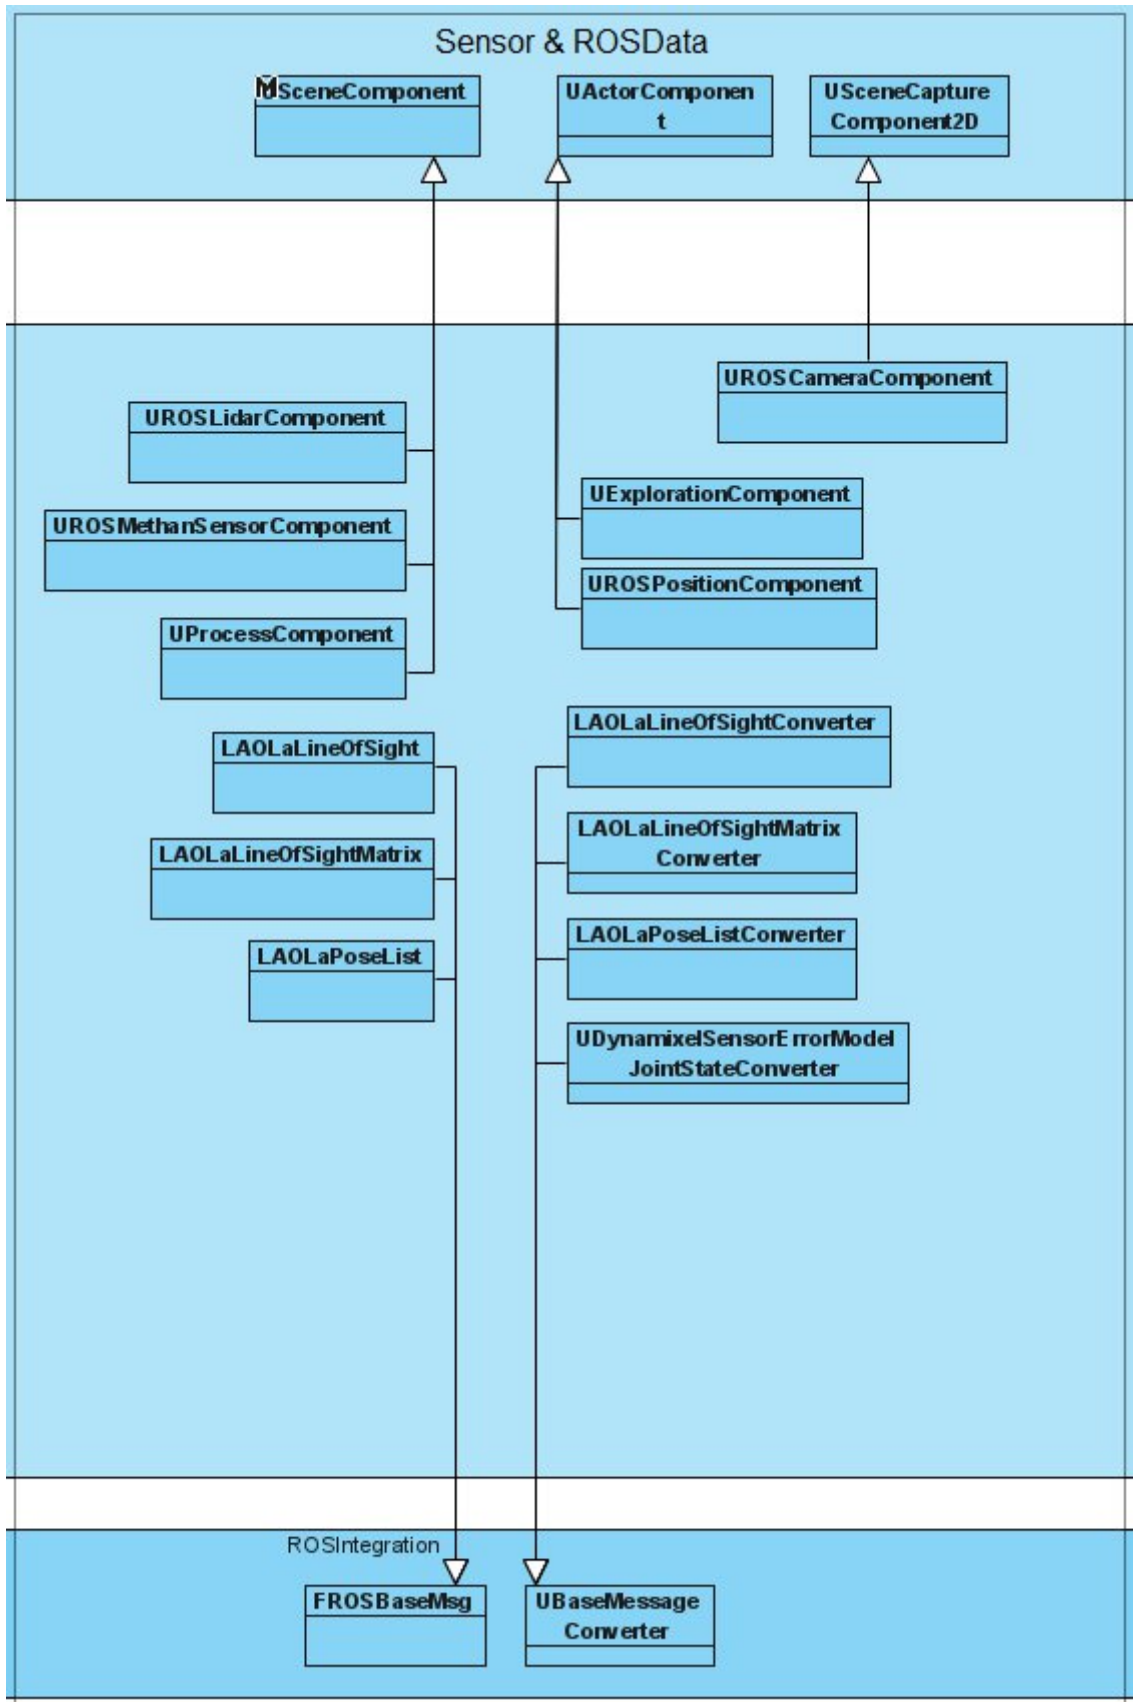 Sensor & ROSData
USceneComponent
UActorComponen
t
USceneCapture
Component2D
UROSCameraComponent
UROSLidarComponent
UExplorationComponent
UROSMethanSensorComponent
UROSPositionComponent
UProcessComponent
LAOLaLineOfSightConverter
LAOLaLineOfSight
LAOLaLineOfSightMatrix
Converter
LAOLaLineOfSightMatrix
LAOLaPoseListConverter
LAOLaPoseList
UDynamixelSensorErrorModel
JointStateConverter
ROSIntegration
FROSBaseMsg
UBaseMessage
Converter